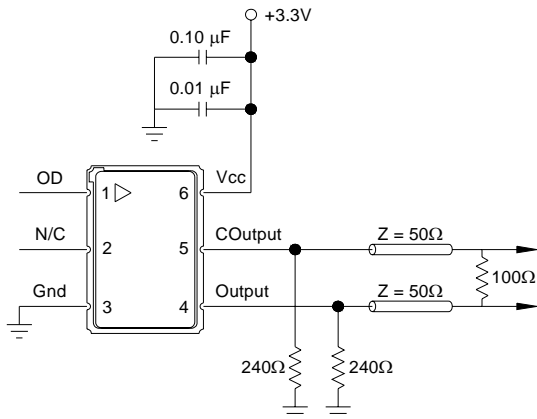 +3.3V
0.10 µF
0.01 µF
OD
1
6
Vcc
N/C
2
5
COutput
Z = 50Ω
100Ω
Gnd
3
4
Output
Z = 50Ω
240Ω
240Ω